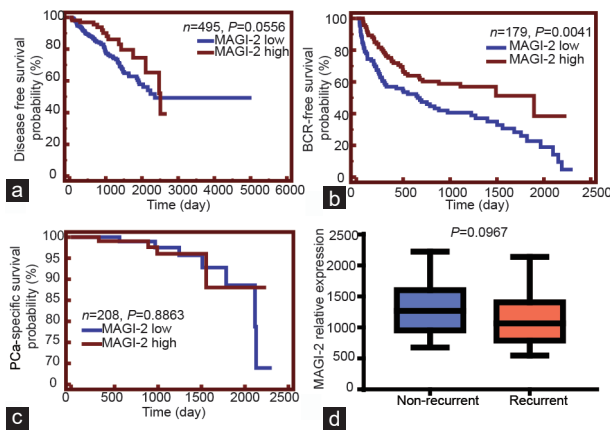 n=495, P=0.0556
MAGI-2 low
MAGI-2 high
Disease free survival
probability (%)
100
80
60
40
20
0
0 1000 2000 3000 4000 5000 6000
Time (day)
a
n=179, P=0.0041
MAGI-2 low
MAGI-2 high
BCR-free survival
probability (%)
100
80
60
40
20
0
0 500 1000 1500 2000 2500
Time (day)
b
n=208, P=0.8863
MAGI-2 low
MAGI-2 high
PCa-specific survival
probability (%)
100
95
90
85
80
75
70
0 500 1000 1500 2000 2500
Time (day)
c
P=0.0967
MAGI-2 relative expression
2500
2000
1500
1000
500
0
Non-recurrent Recurrent
d